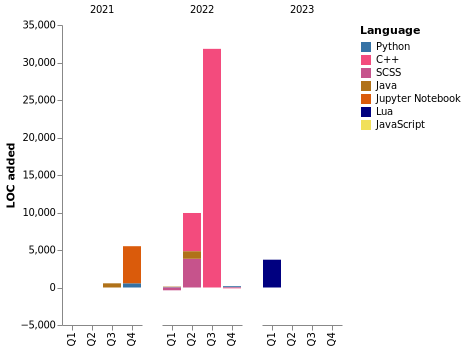 2021 2022 2023
LOC added
35,000
30,000
25,000
20,000
15,000
10,000
5,000
0
−5,000
Q1 Q2 Q3 Q4 Q1 Q2 Q3 Q4 Q1 Q2 Q3 Q4
Language
Python
C++
SCSS
Java
Jupyter Notebook
Lua
JavaScript